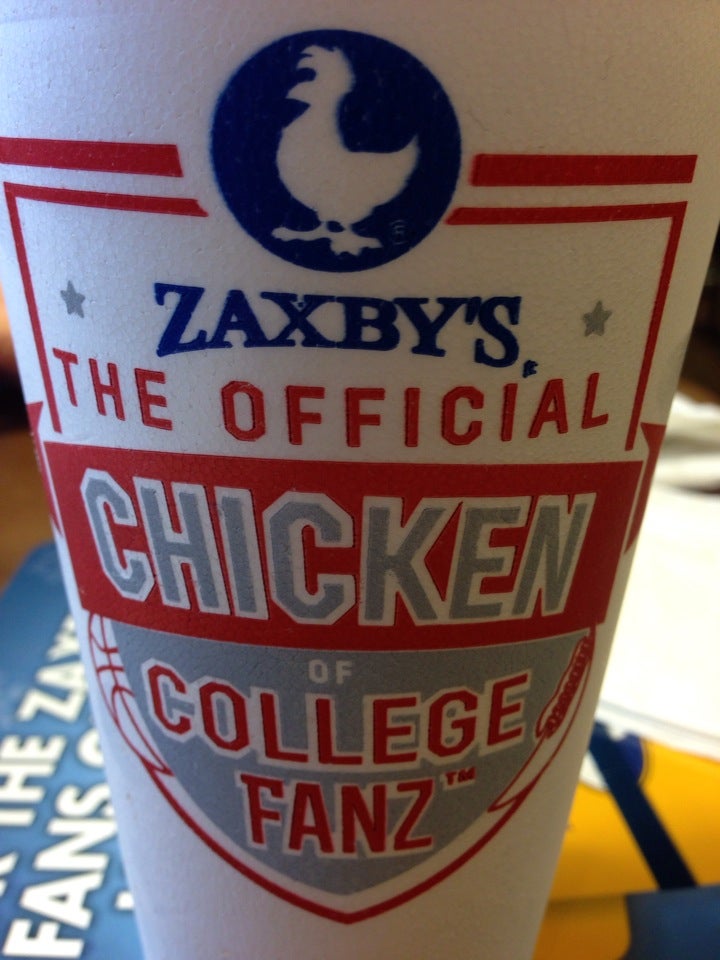 ZAXBY'S
THE OFFICIAL
CHICKEN
OF
COLLEGE
FANZ™
THE ZAX
FANS